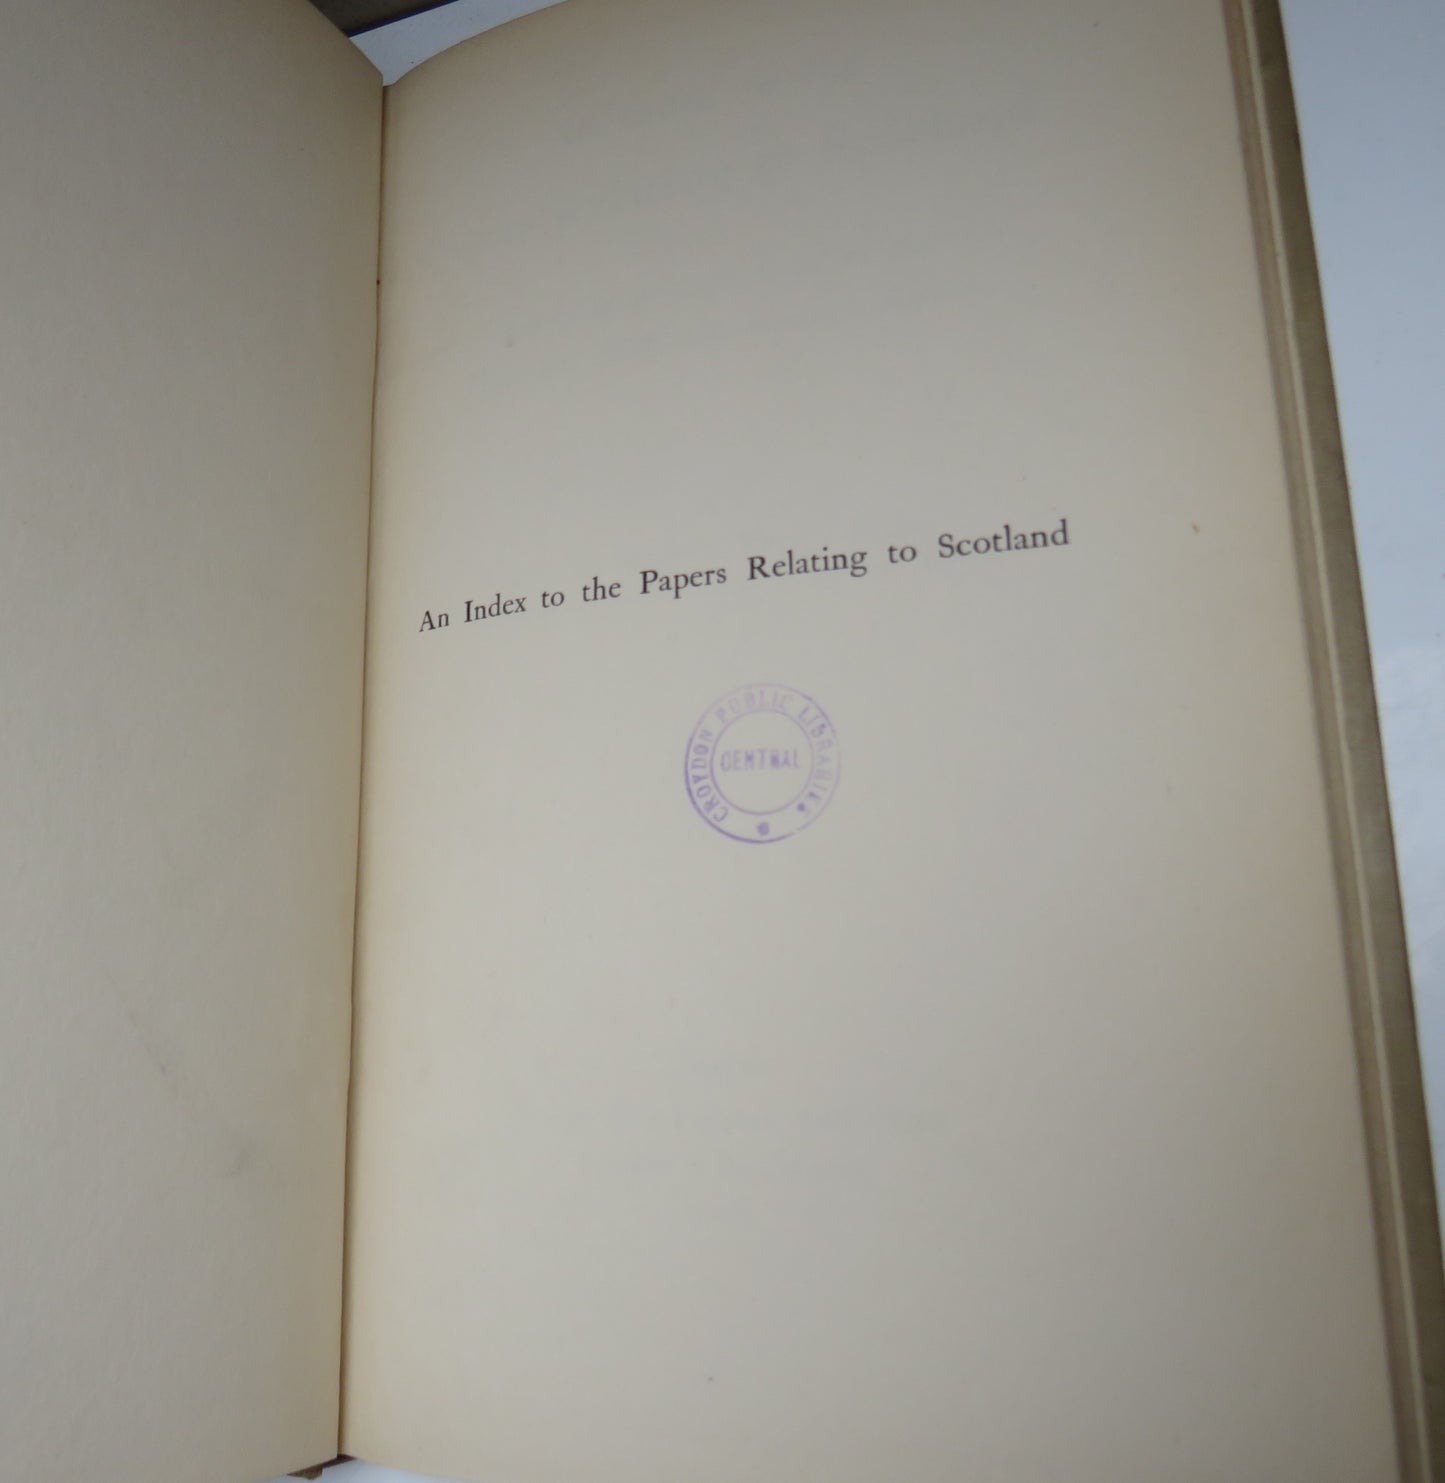 An Index to the Papers Relating to Scotland
CROYDON PUBLIC LIBRARIES
CENTRAL